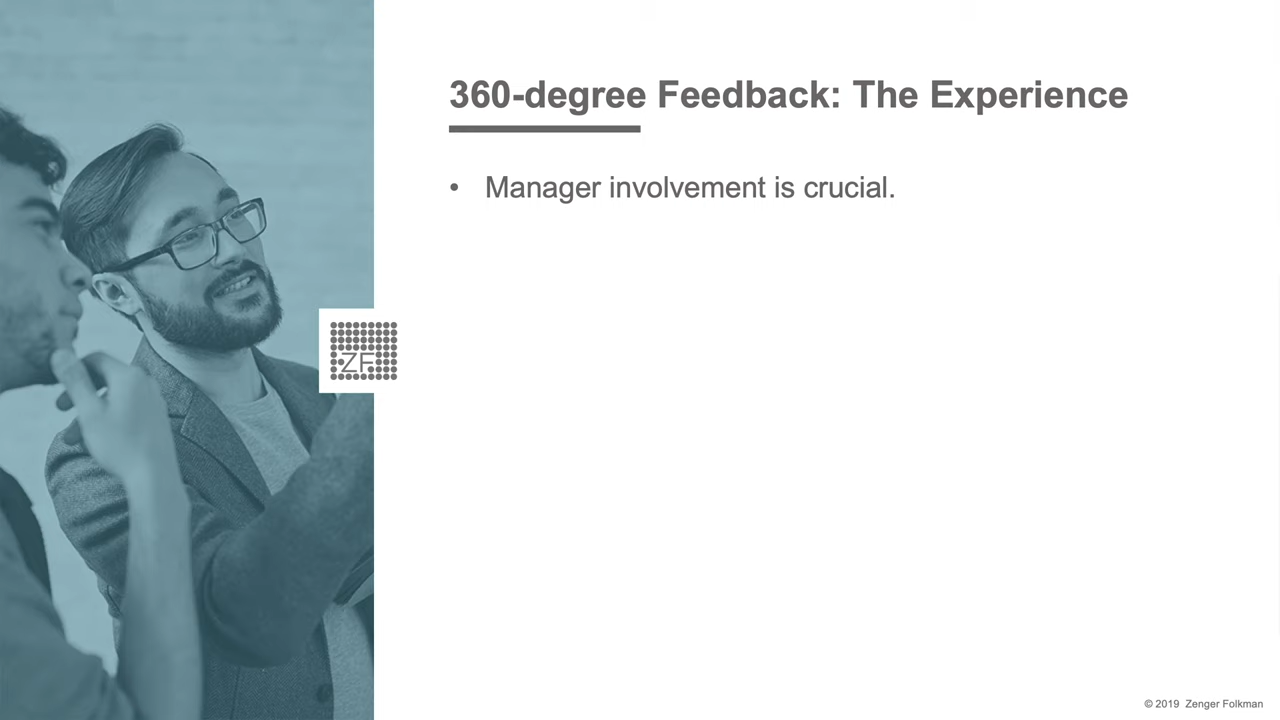 360-degree Feedback: The Experience
• Manager involvement is crucial.
ZF
© 2019 Zenger Folkman